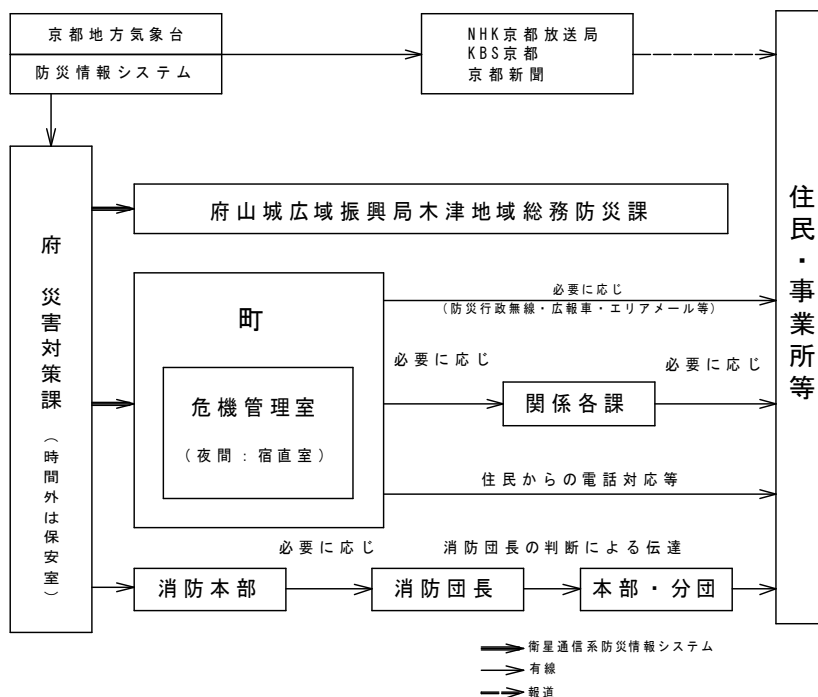 京都地方気象台
防災情報システム
NHK京都放送局
KBS京都
京都新聞
住民・事業所等
府 災害対策課（時間外は保安室）
府山城広域振興局木津地域総務防災課
町
危機管理室
（夜間：宿直室）
必要に応じ
（防災行政無線・広報車・エリアメール等）
必要に応じ
関係各課
必要に応じ
住民からの電話対応等
必要に応じ
消防団長の判断による伝達
消防本部
消防団長
本部・分団
衛星通信系防災情報システム
有線
報道